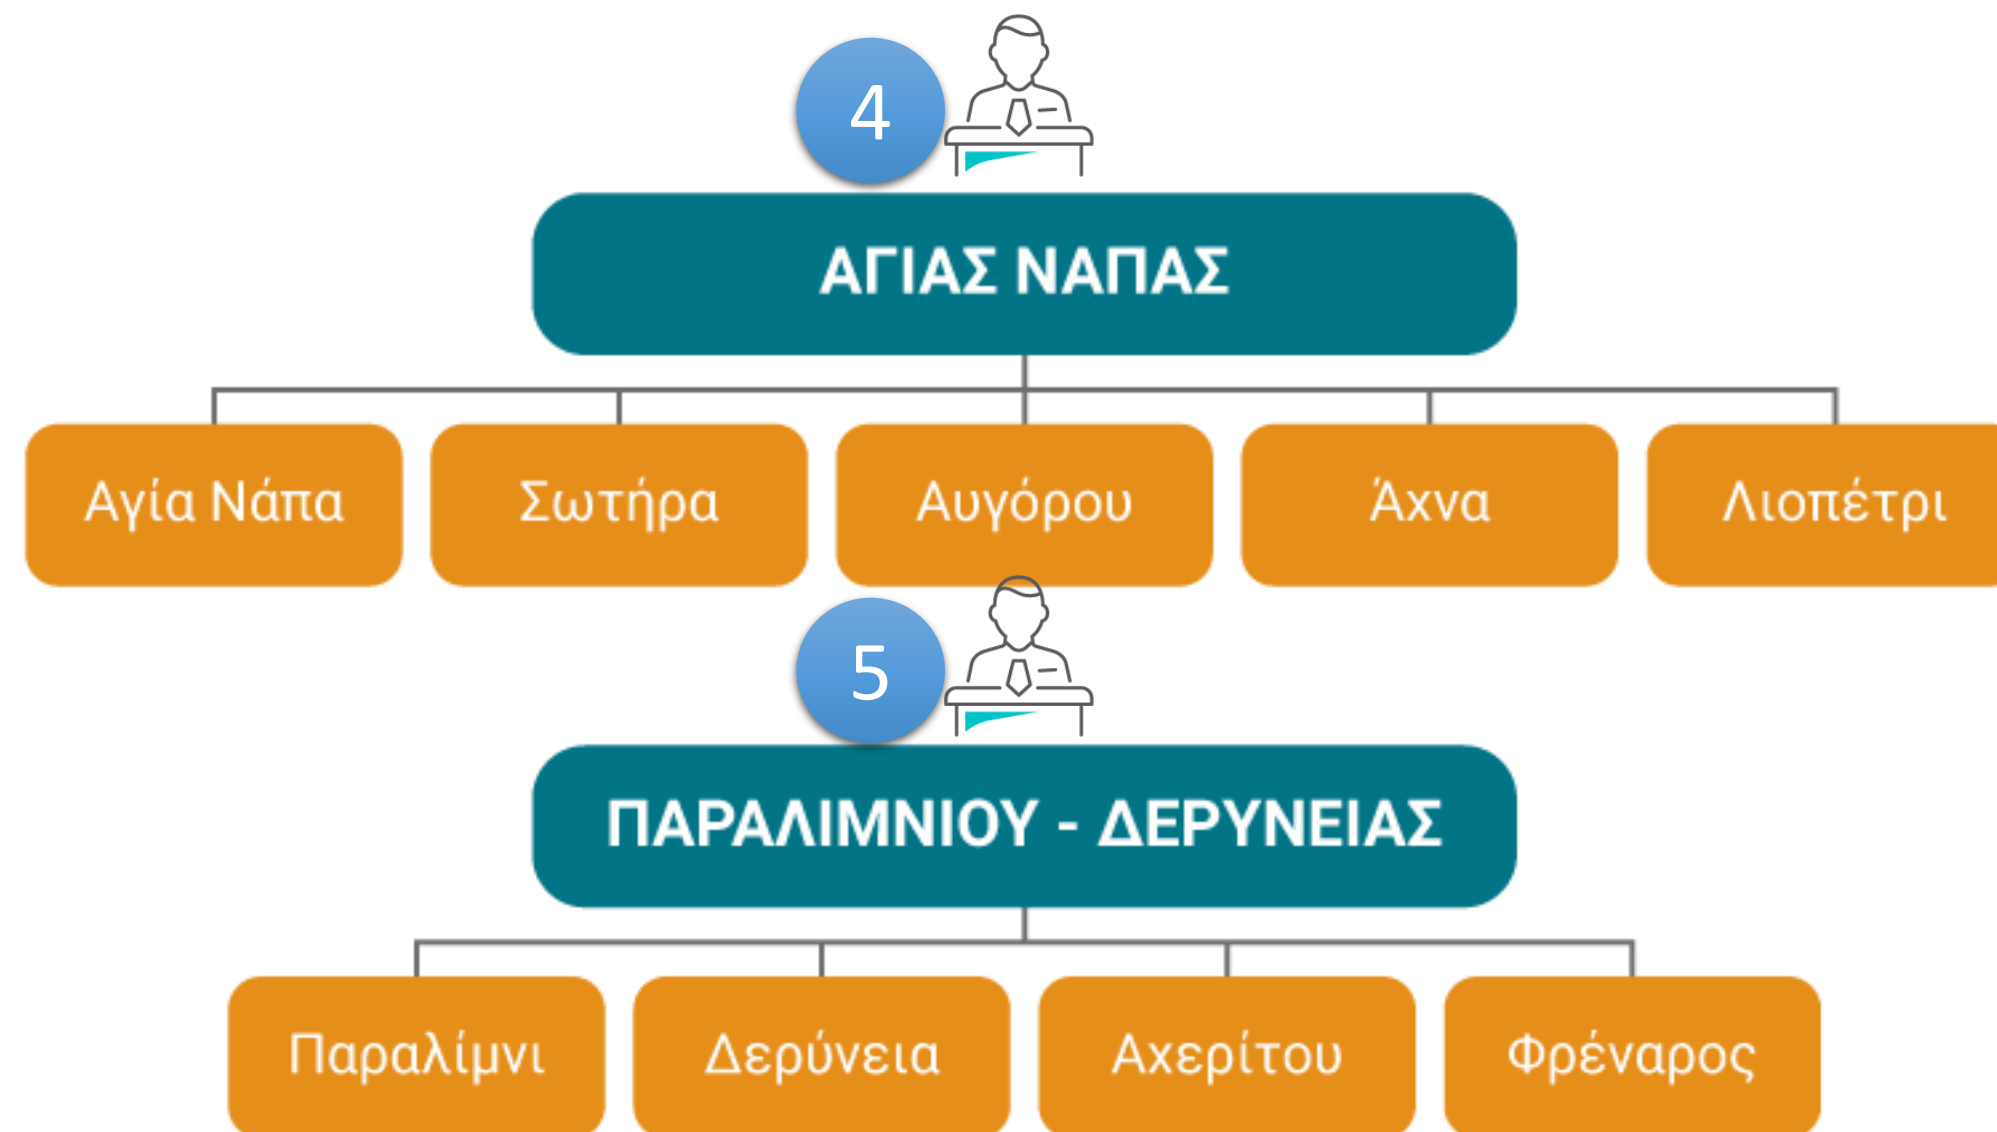 4
ΑΓΙΑΣ ΝΑΠΑΣ
Αγία Νάπα Σωτήρα Αυγόρου Άχνα Λιοπέτρι
5
ΠΑΡΑΛΙΜΝΙΟΥ - ΔΕΡΥΝΕΙΑΣ
Παραλίμνι Δερύνεια Αχερίτου Φρέναρος